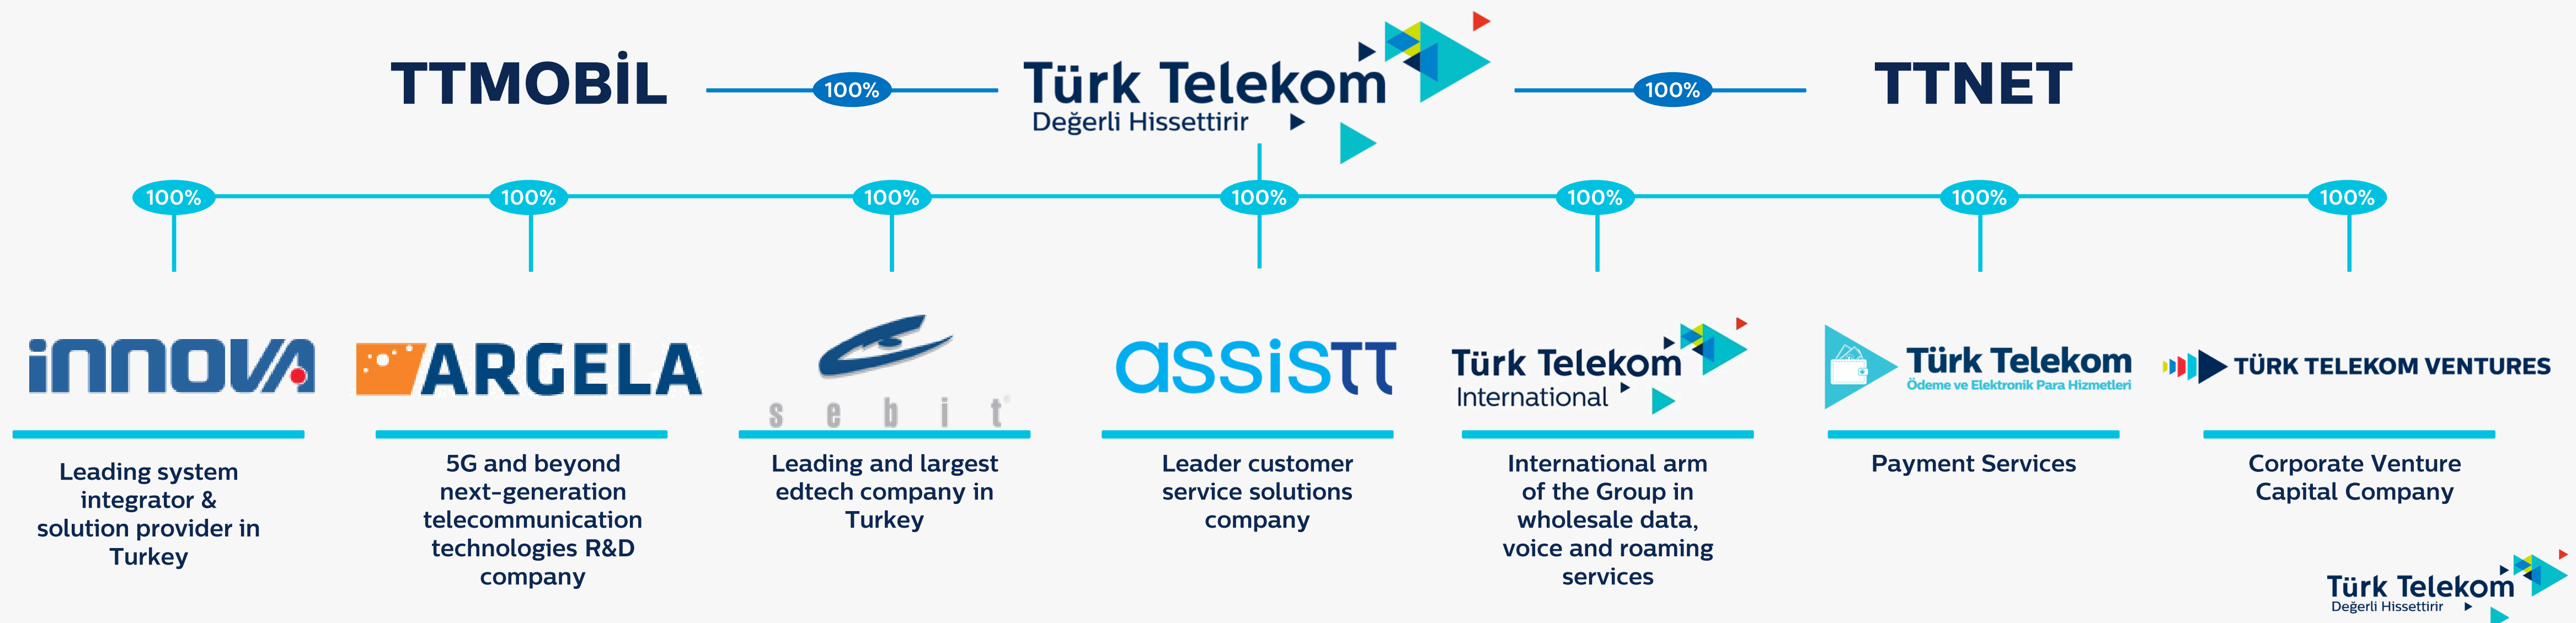 TTMOBİL
100%
Türk Telekom
Değerli Hissettirir
100%
TTNET
100%
100%
100%
100%
100%
100%
100%
innova
ARGELA
sebit
assisTT
Türk Telekom
International
Türk Telekom
Ödeme ve Elektronik Para Hizmetleri
TÜRK TELEKOM VENTURES
Leading system
integrator &
solution provider in
Turkey
5G and beyond
next-generation
telecommunication
technologies R&D
company
Leading and largest
edtech company in
Turkey
Leader customer
service solutions
company
International arm
of the Group in
wholesale data,
voice and roaming
services
Payment Services
Corporate Venture
Capital Company
Türk Telekom
Değerli Hissettirir